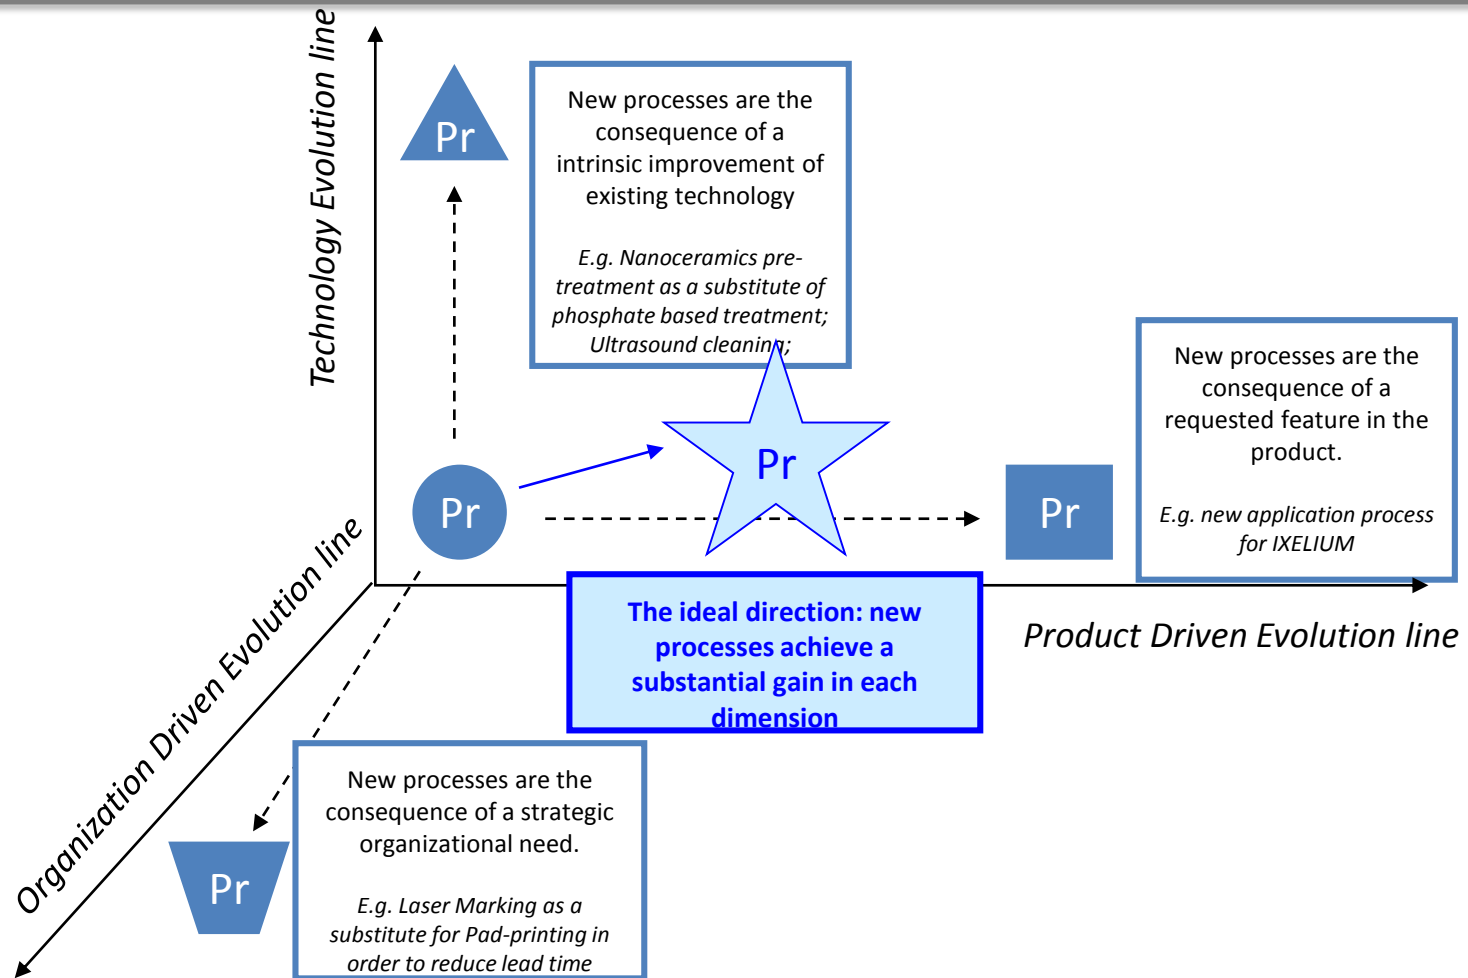 Technology Evolution line
Pr
New processes are the
consequence of a
intrinsic improvement of
existing technology
E.g. Nanoceramics pre-
treatment as a substitute of
phosphate based treatment;
Ultrasound cleaning;
New processes are the
consequence of a
requested feature in the
product.
E.g. new application process
for IXELIUM
Pr
Pr
Pr
Product Driven Evolution line
The ideal direction: new
processes achieve a
substantial gain in each
dimension
Organization Driven Evolution line
Pr
New processes are the
consequence of a strategic
organizational need.
E.g. Laser Marking as a
substitute for Pad-printing in
order to reduce lead time